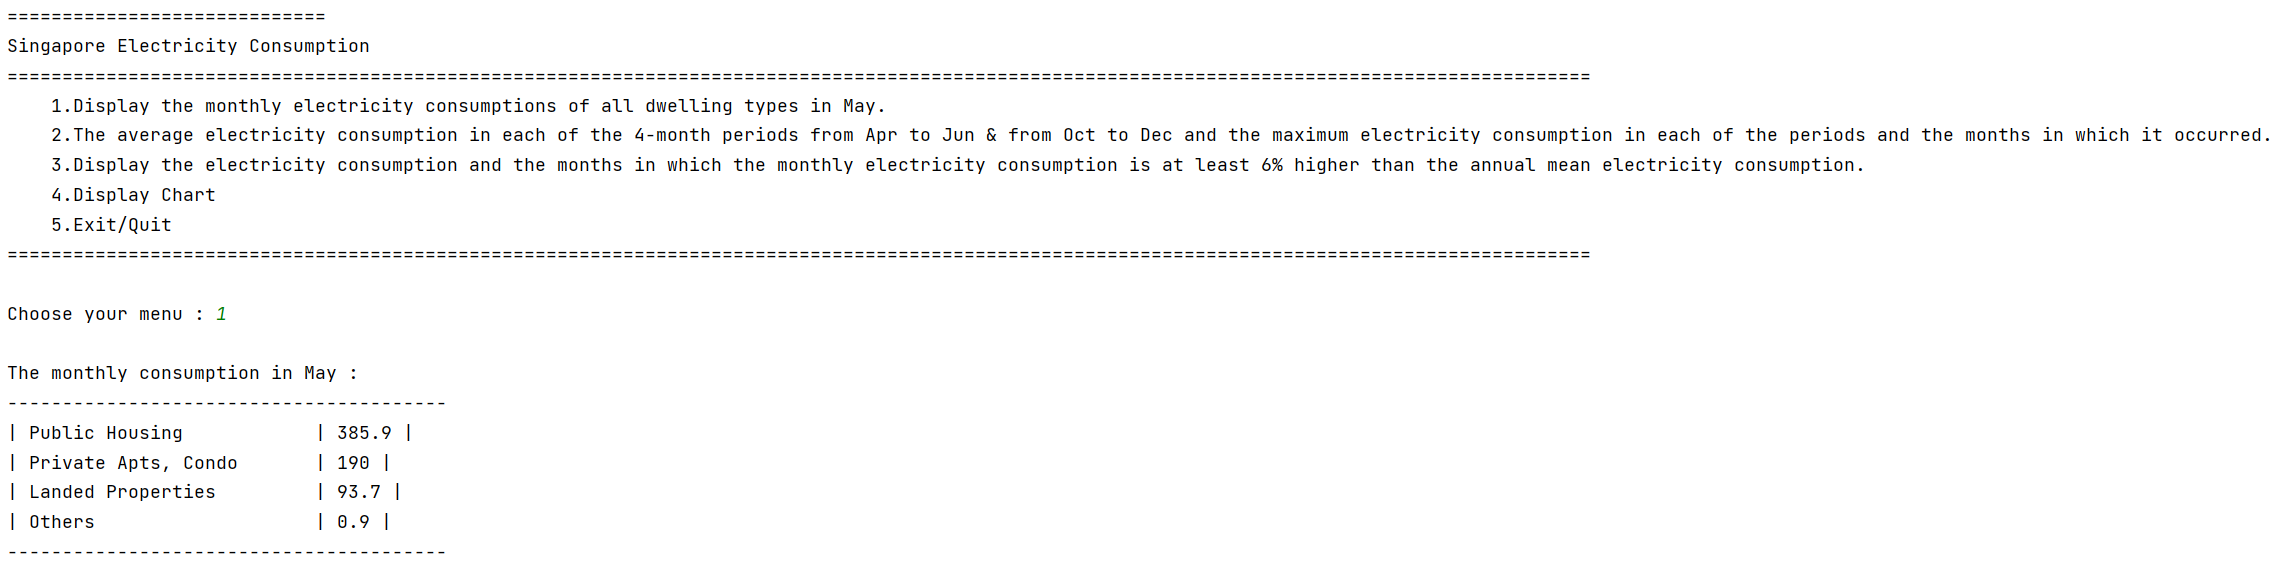 =============================
Singapore Electricity Consumption
================================================================================================================================================
    1.Display the monthly electricity consumptions of all dwelling types in May.
    2.The average electricity consumption in each of the 4-month periods from Apr to Jun & from Oct to Dec and the maximum electricity consumption in each of the periods and the months in which it occurred.
    3.Display the electricity consumption and the months in which the monthly electricity consumption is at least 6% higher than the annual mean electricity consumption.
    4.Display Chart
    5.Exit/Quit
================================================================================================================================================
Choose your menu : 1
The monthly consumption in May :
----------------------------------------
| Public Housing            | 385.9 |
| Private Apts, Condo       | 190 |
| Landed Properties         | 93.7 |
| Others                    | 0.9 |
----------------------------------------